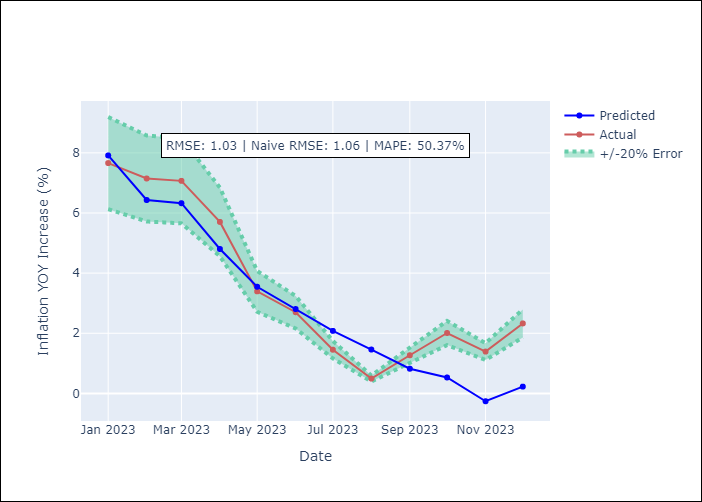 RMSE: 1.03 | Naive RMSE: 1.06 | MAPE: 50.37%
Predicted
Actual
+/-20% Error
Inflation YOY Increase (%)
8
6
4
2
0
Jan 2023
Mar 2023
May 2023
Jul 2023
Sep 2023
Nov 2023
Date